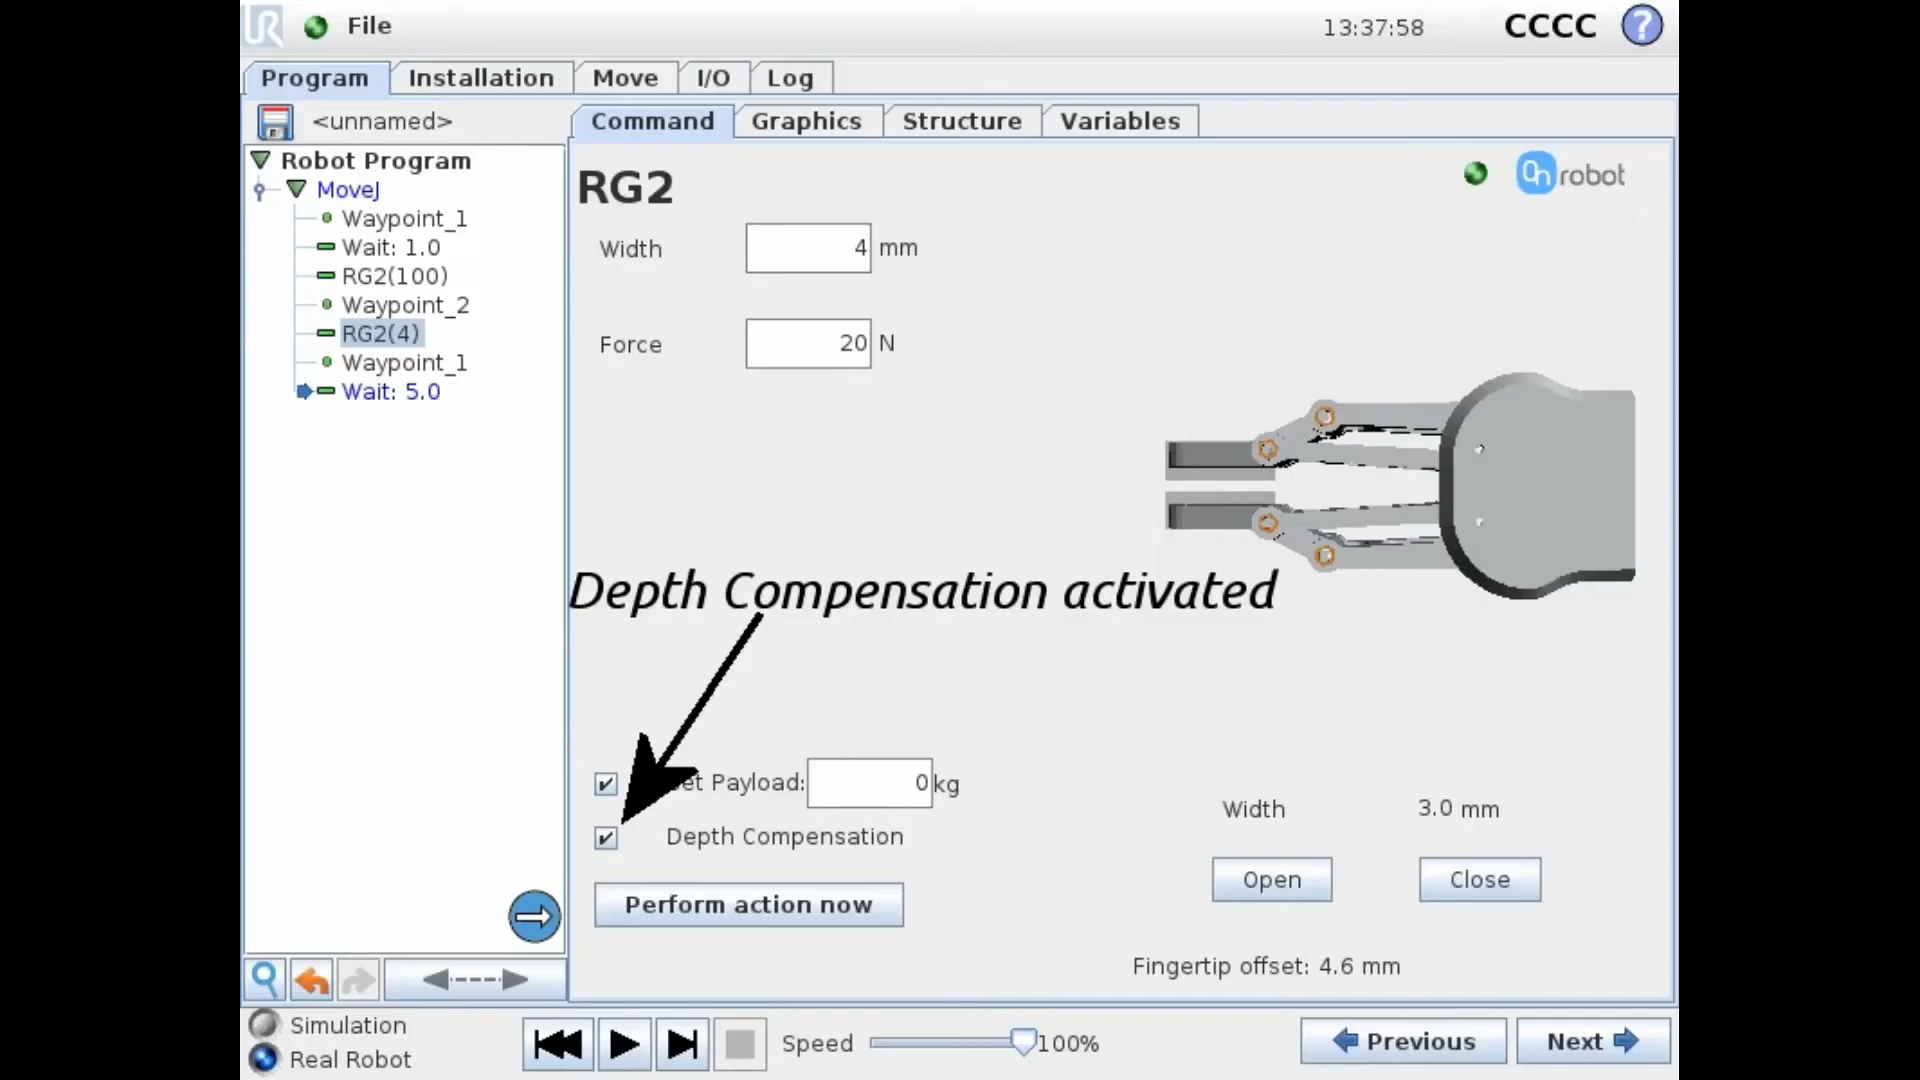 UR File 13:37:58 CCCC ?
Program Installation Move I/O Log
<unnamed>
Command Graphics Structure Variables
Robot Program
MoveJ
Waypoint_1
Wait: 1.0
RG2(100)
Waypoint_2
RG2(4)
Waypoint_1
Wait: 5.0
RG2
On robot
Width 4 mm
Force 20 N
Depth Compensation activated
et Payload: 0 kg
Depth Compensation
Perform action now
Width 3.0 mm
Open Close
Fingertip offset: 4.6 mm
Simulation
Real Robot
Speed 100%
Previous Next